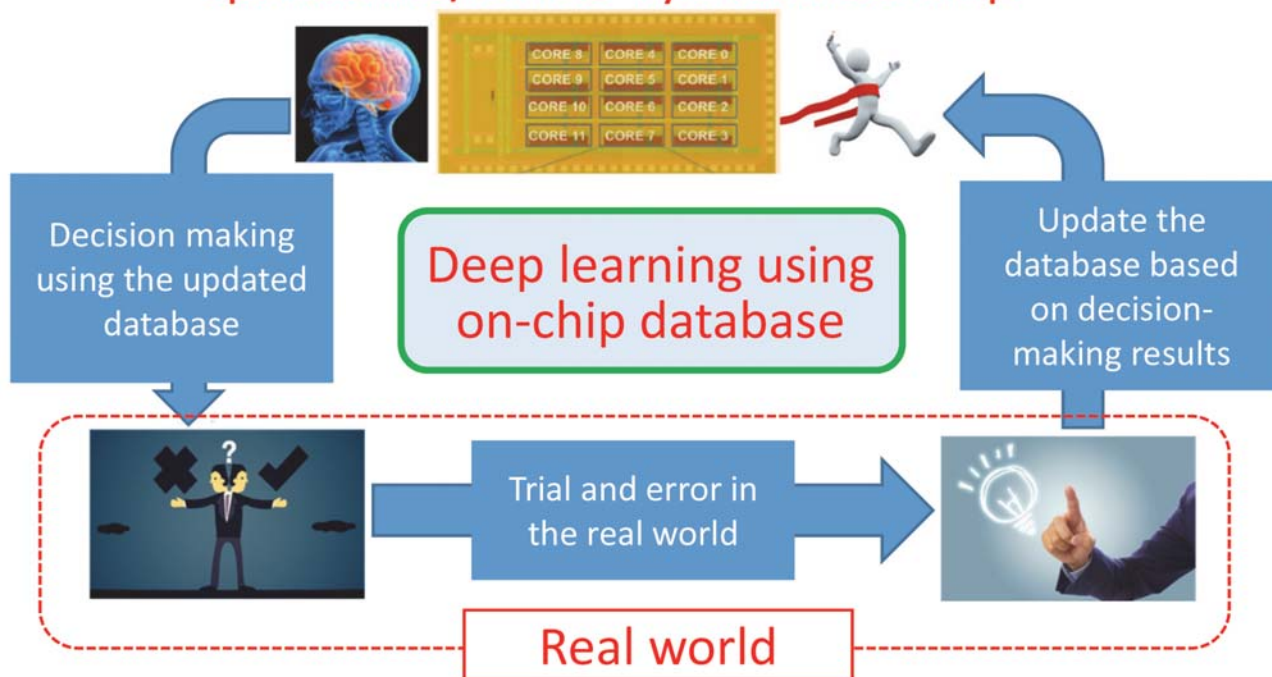 CORE 8 CORE 4 CORE 0
CORE 9 CORE 5 CORE 1
CORE 10 CORE 6 CORE 2
CORE 11 CORE 7 CORE 3
Decision making
using the updated
database
Deep learning using
on-chip database
Update the
database based
on decision-
making results
?
Trial and error in
the real world
Real world